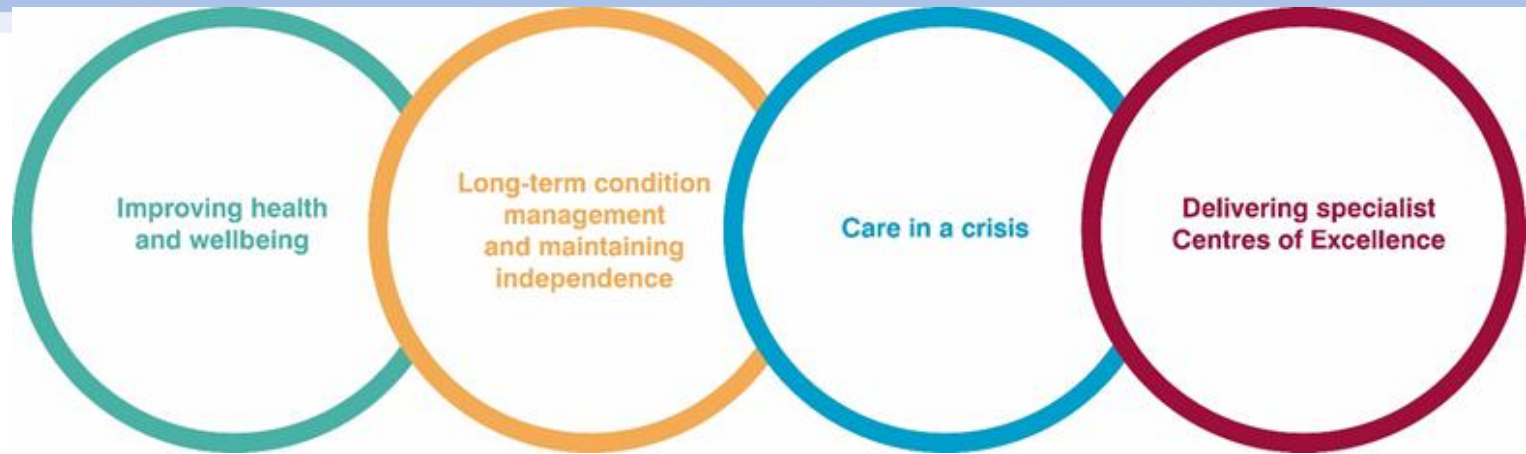 Improving health
and wellbeing
Long-term condition
management
and maintaining
independence
Care in a crisis
Delivering specialist
Centres of Excellence